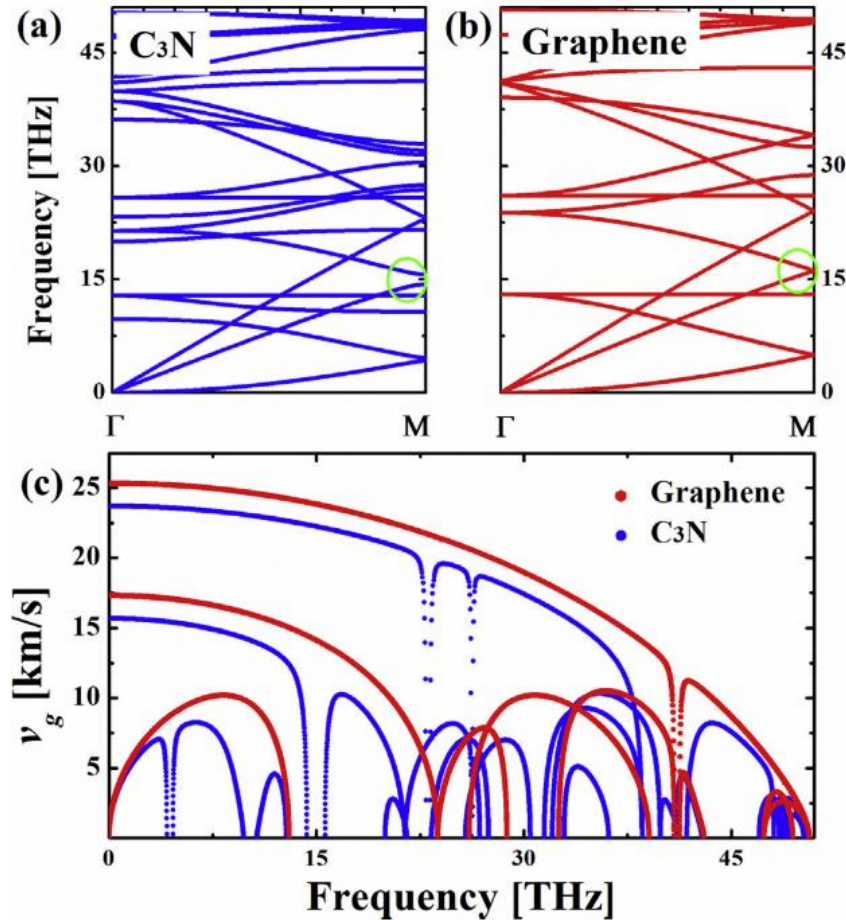 (a) C₃N
(b) Graphene
45
45
30
30
15
15
0
0
Frequency [THz]
Γ M
Γ M
(c)
Graphene
C₃N
25
20
15
10
5
v_g [km/s]
0 15 30 45
Frequency [THz]